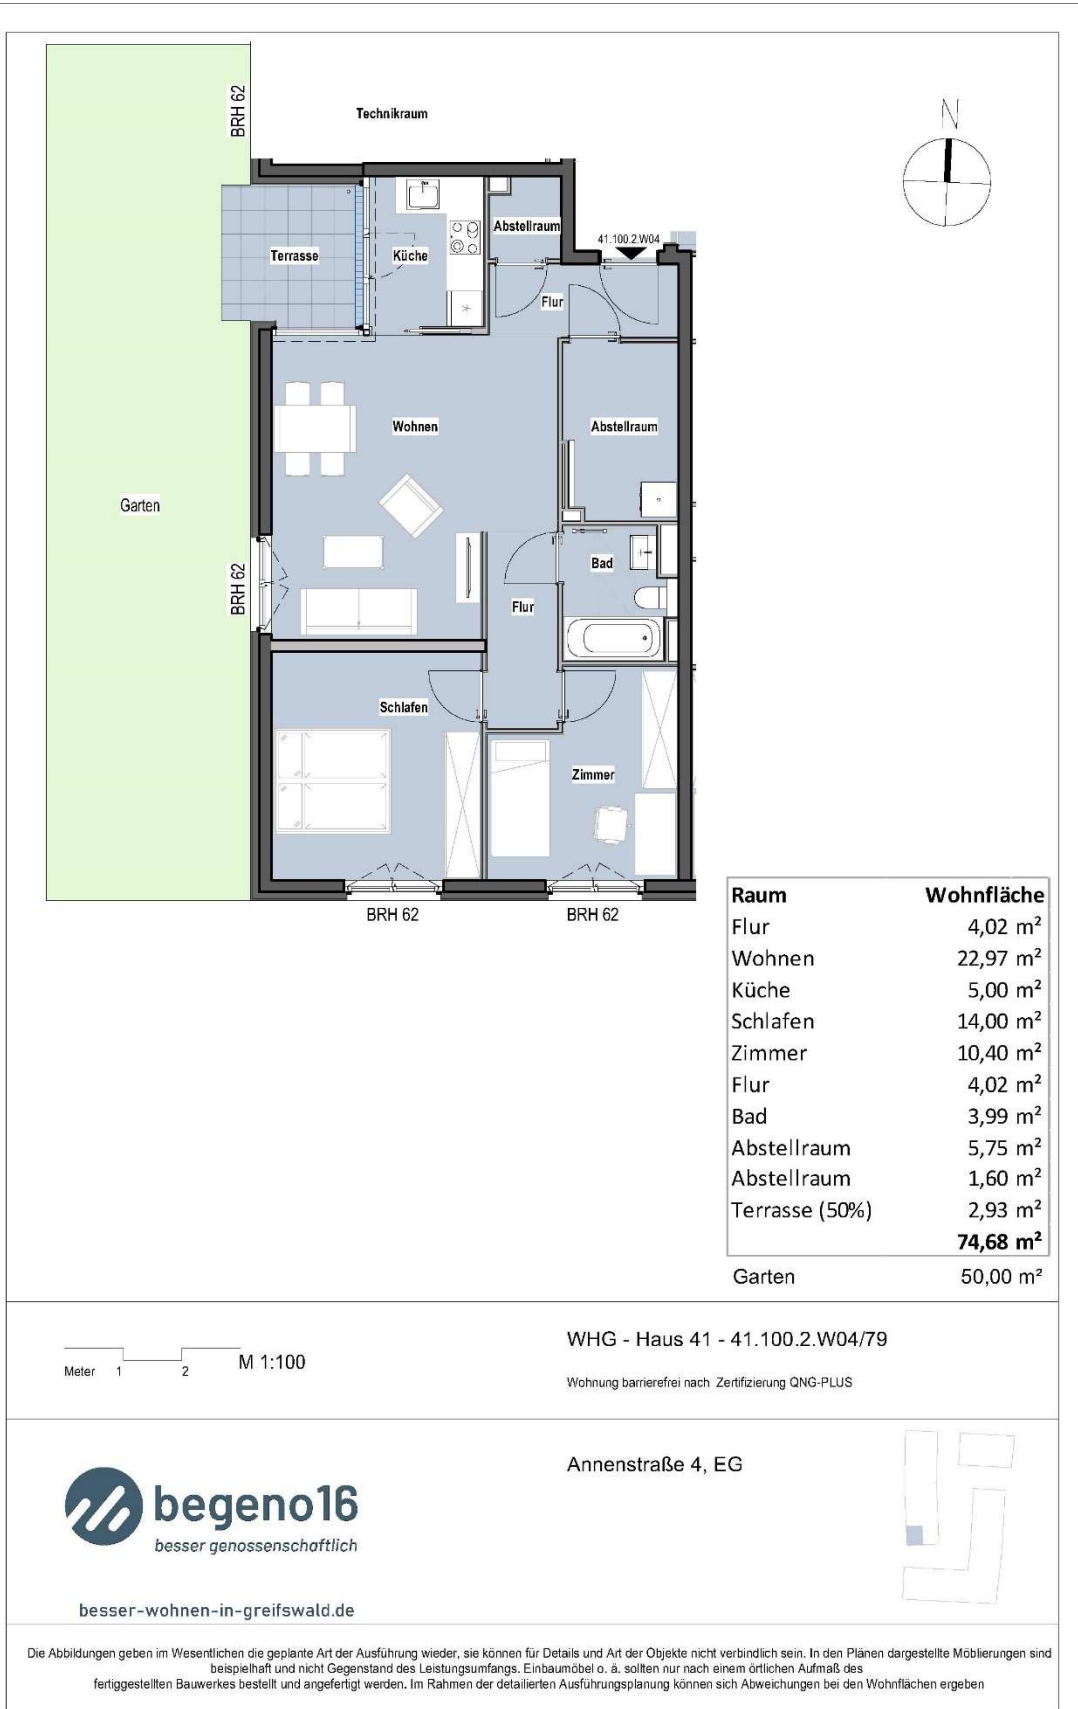 BRH 62
Technikraum
N
Abstellraum
41.100.2.W04
Terrasse
Küche
Flur
Wohnen
Abstellraum
Garten
Bad
BRH 62
Flur
Schlafen
Zimmer
BRH 62
BRH 62
Raum Wohnfläche
Flur 4,02 m²
Wohnen 22,97 m²
Küche 5,00 m²
Schlafen 14,00 m²
Zimmer 10,40 m²
Flur 4,02 m²
Bad 3,99 m²
Abstellraum 5,75 m²
Abstellraum 1,60 m²
Terrasse (50%) 2,93 m²
74,68 m²
Garten 50,00 m²
Meter 1 2 M 1:100
WHG - Haus 41 - 41.100.2.W04/79
Wohnung barrierefrei nach Zertifizierung QNG-PLUS
Annenstraße 4, EG
begeno16
besser genossenschaftlich
besser-wohnen-in-greifswald.de
Die Abbildungen geben im Wesentlichen die geplante Art der Ausführung wieder, sie können für Details und Art der Objekte nicht verbindlich sein. In den Plänen dargestellte Möblierungen sind
beispielhaft und nicht Gegenstand des Leistungsumfangs. Einbaumöbel o. ä. sollten nur nach einem örtlichen Aufmaß des
fertiggestellten Bauwerkes bestellt und angefertigt werden. Im Rahmen der detailierten Ausführungsplanung können sich Abweichungen bei den Wohnflächen ergeben